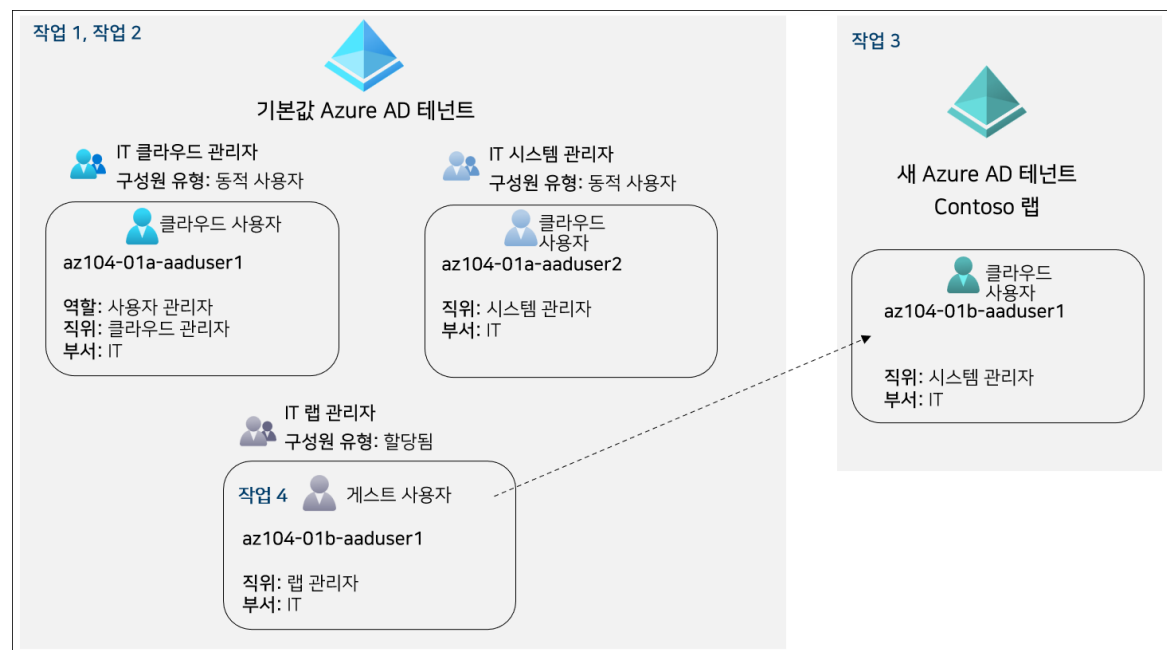 작업 1, 작업 2
기본값 Azure AD 테넌트
IT 클라우드 관리자
구성원 유형: 동적 사용자
클라우드 사용자
az104-01a-aaduser1
역할: 사용자 관리자
직위: 클라우드 관리자
부서: IT
IT 시스템 관리자
구성원 유형: 동적 사용자
클라우드
사용자
az104-01a-aaduser2
직위: 시스템 관리자
부서: IT
IT 랩 관리자
구성원 유형: 할당됨
작업 4
게스트 사용자
az104-01b-aaduser1
직위: 랩 관리자
부서: IT
작업 3
새 Azure AD 테넌트
Contoso 랩
클라우드
사용자
az104-01b-aaduser1
직위: 시스템 관리자
부서: IT